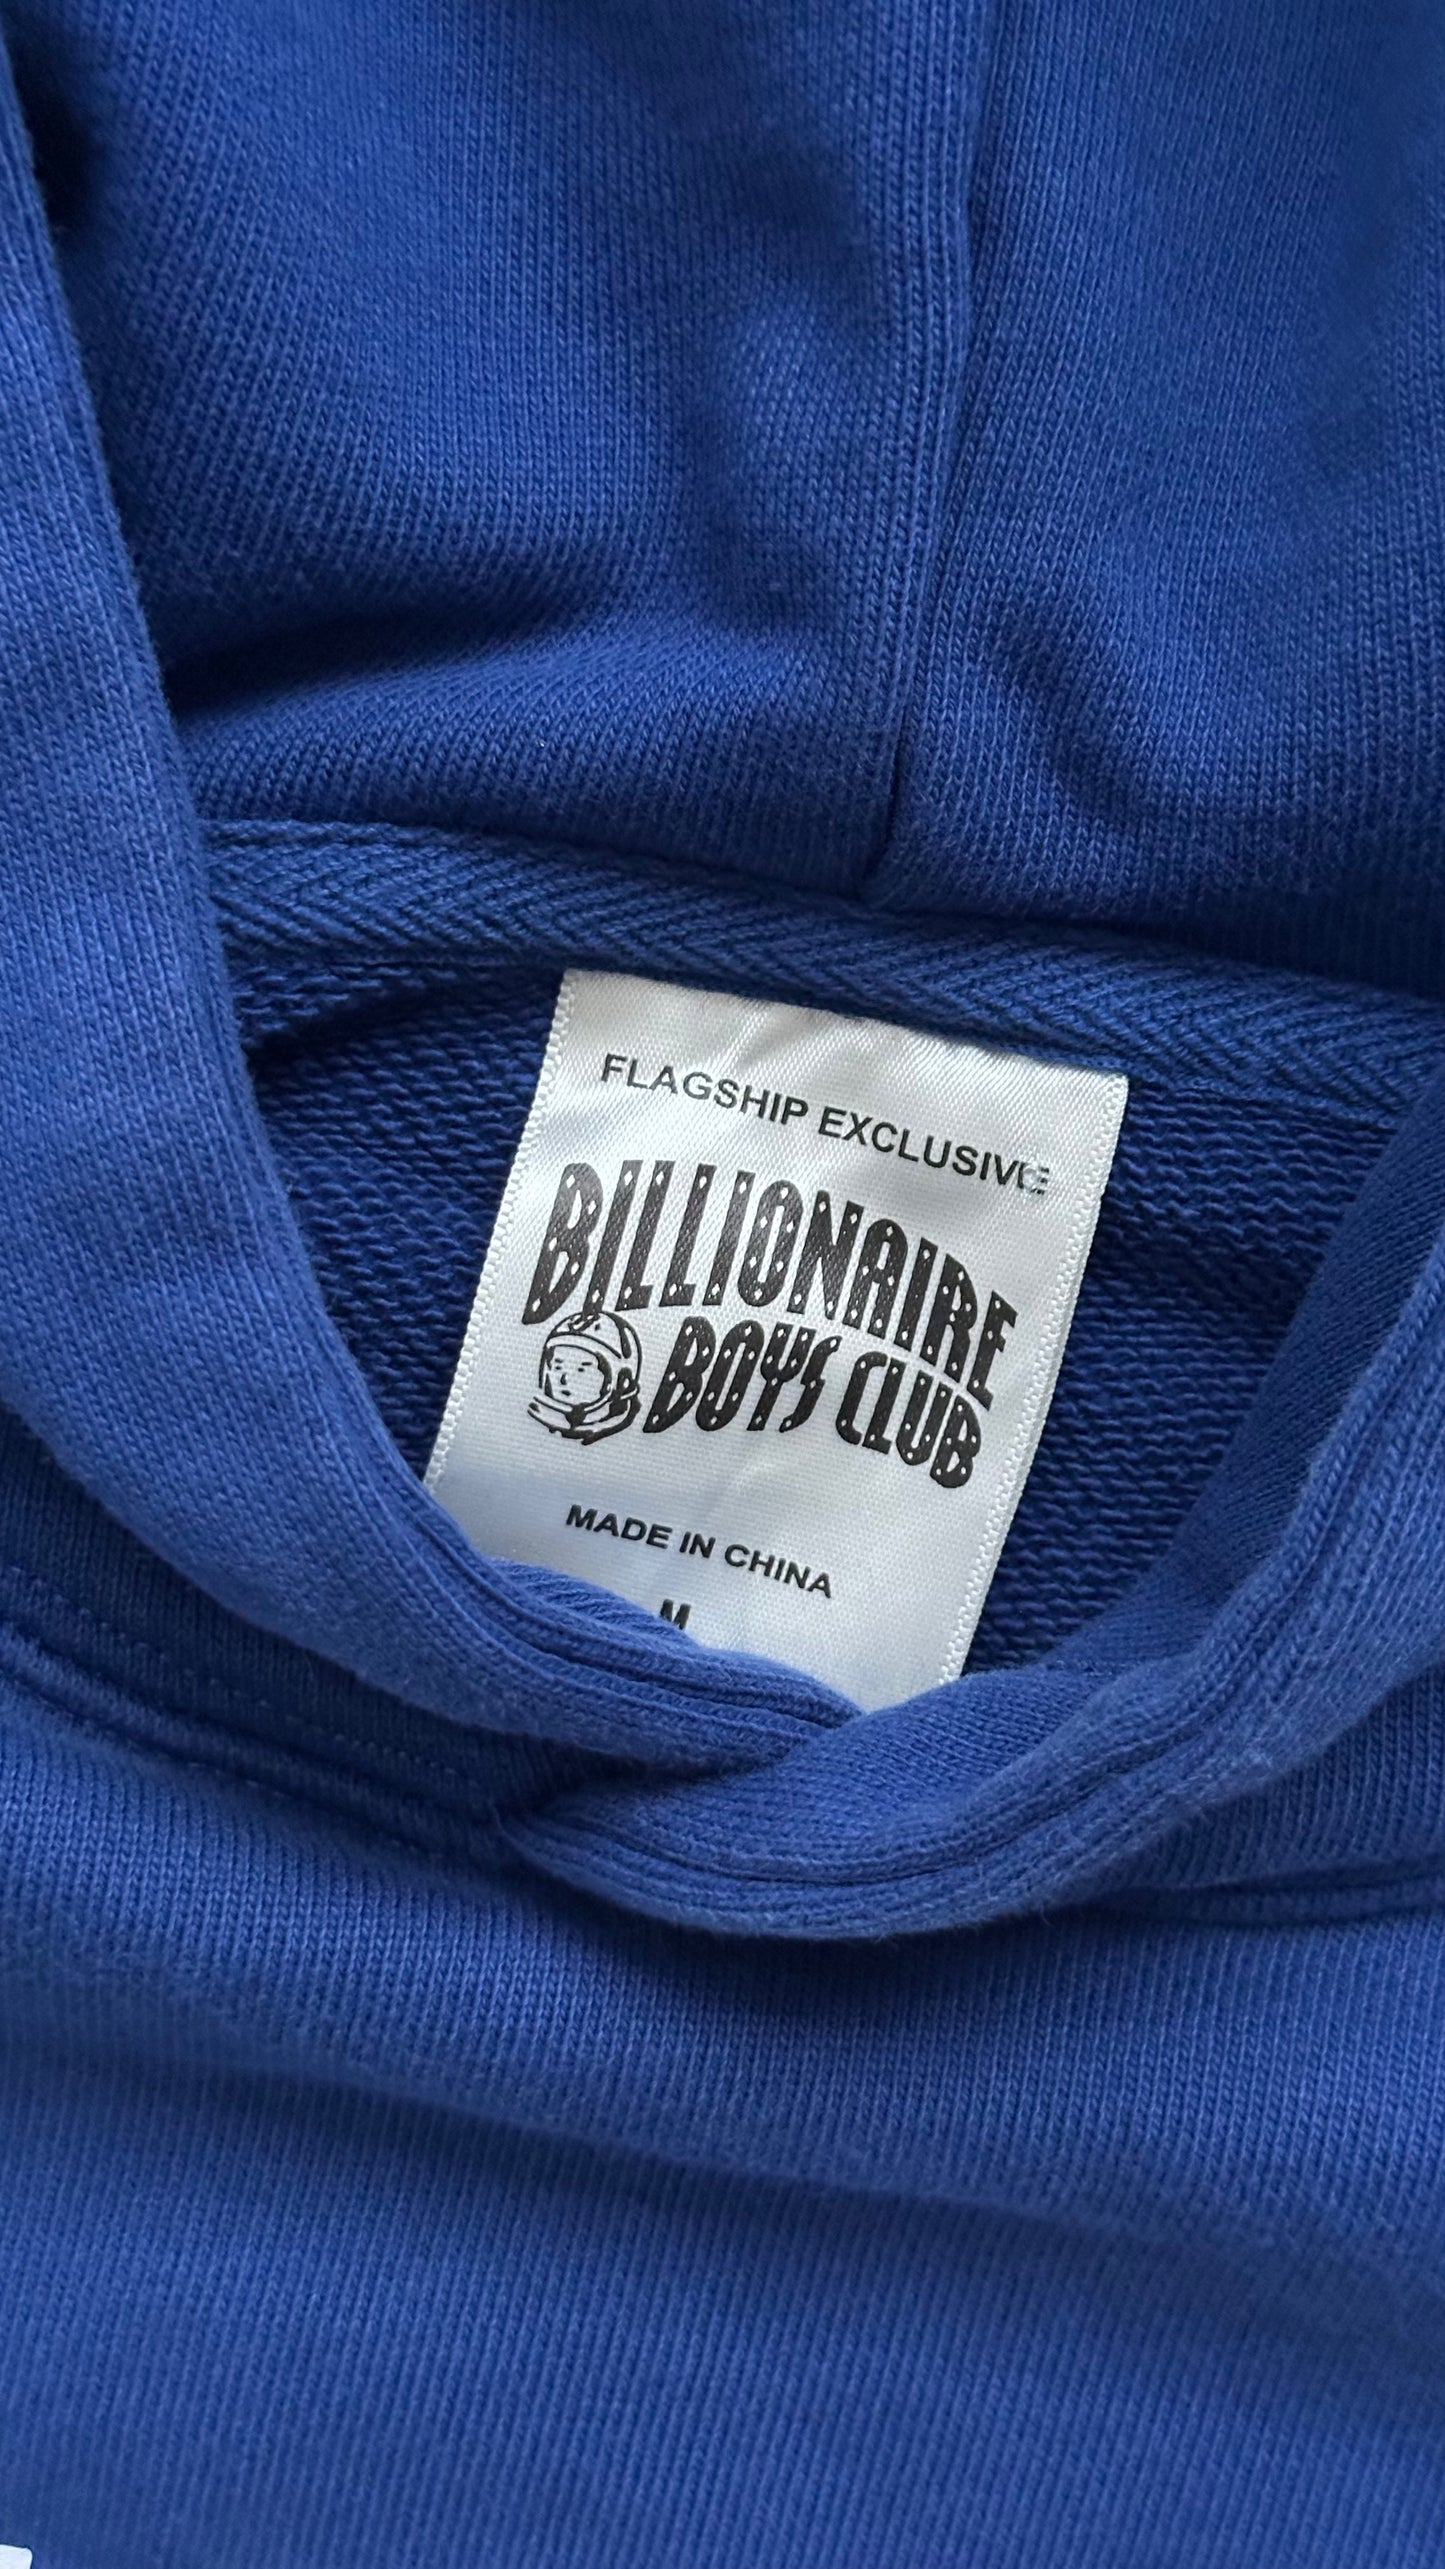 FLAGSHIP EXCLUSIVE
BILLIONAIRE
BOYS CLUB
MADE IN CHINA
M